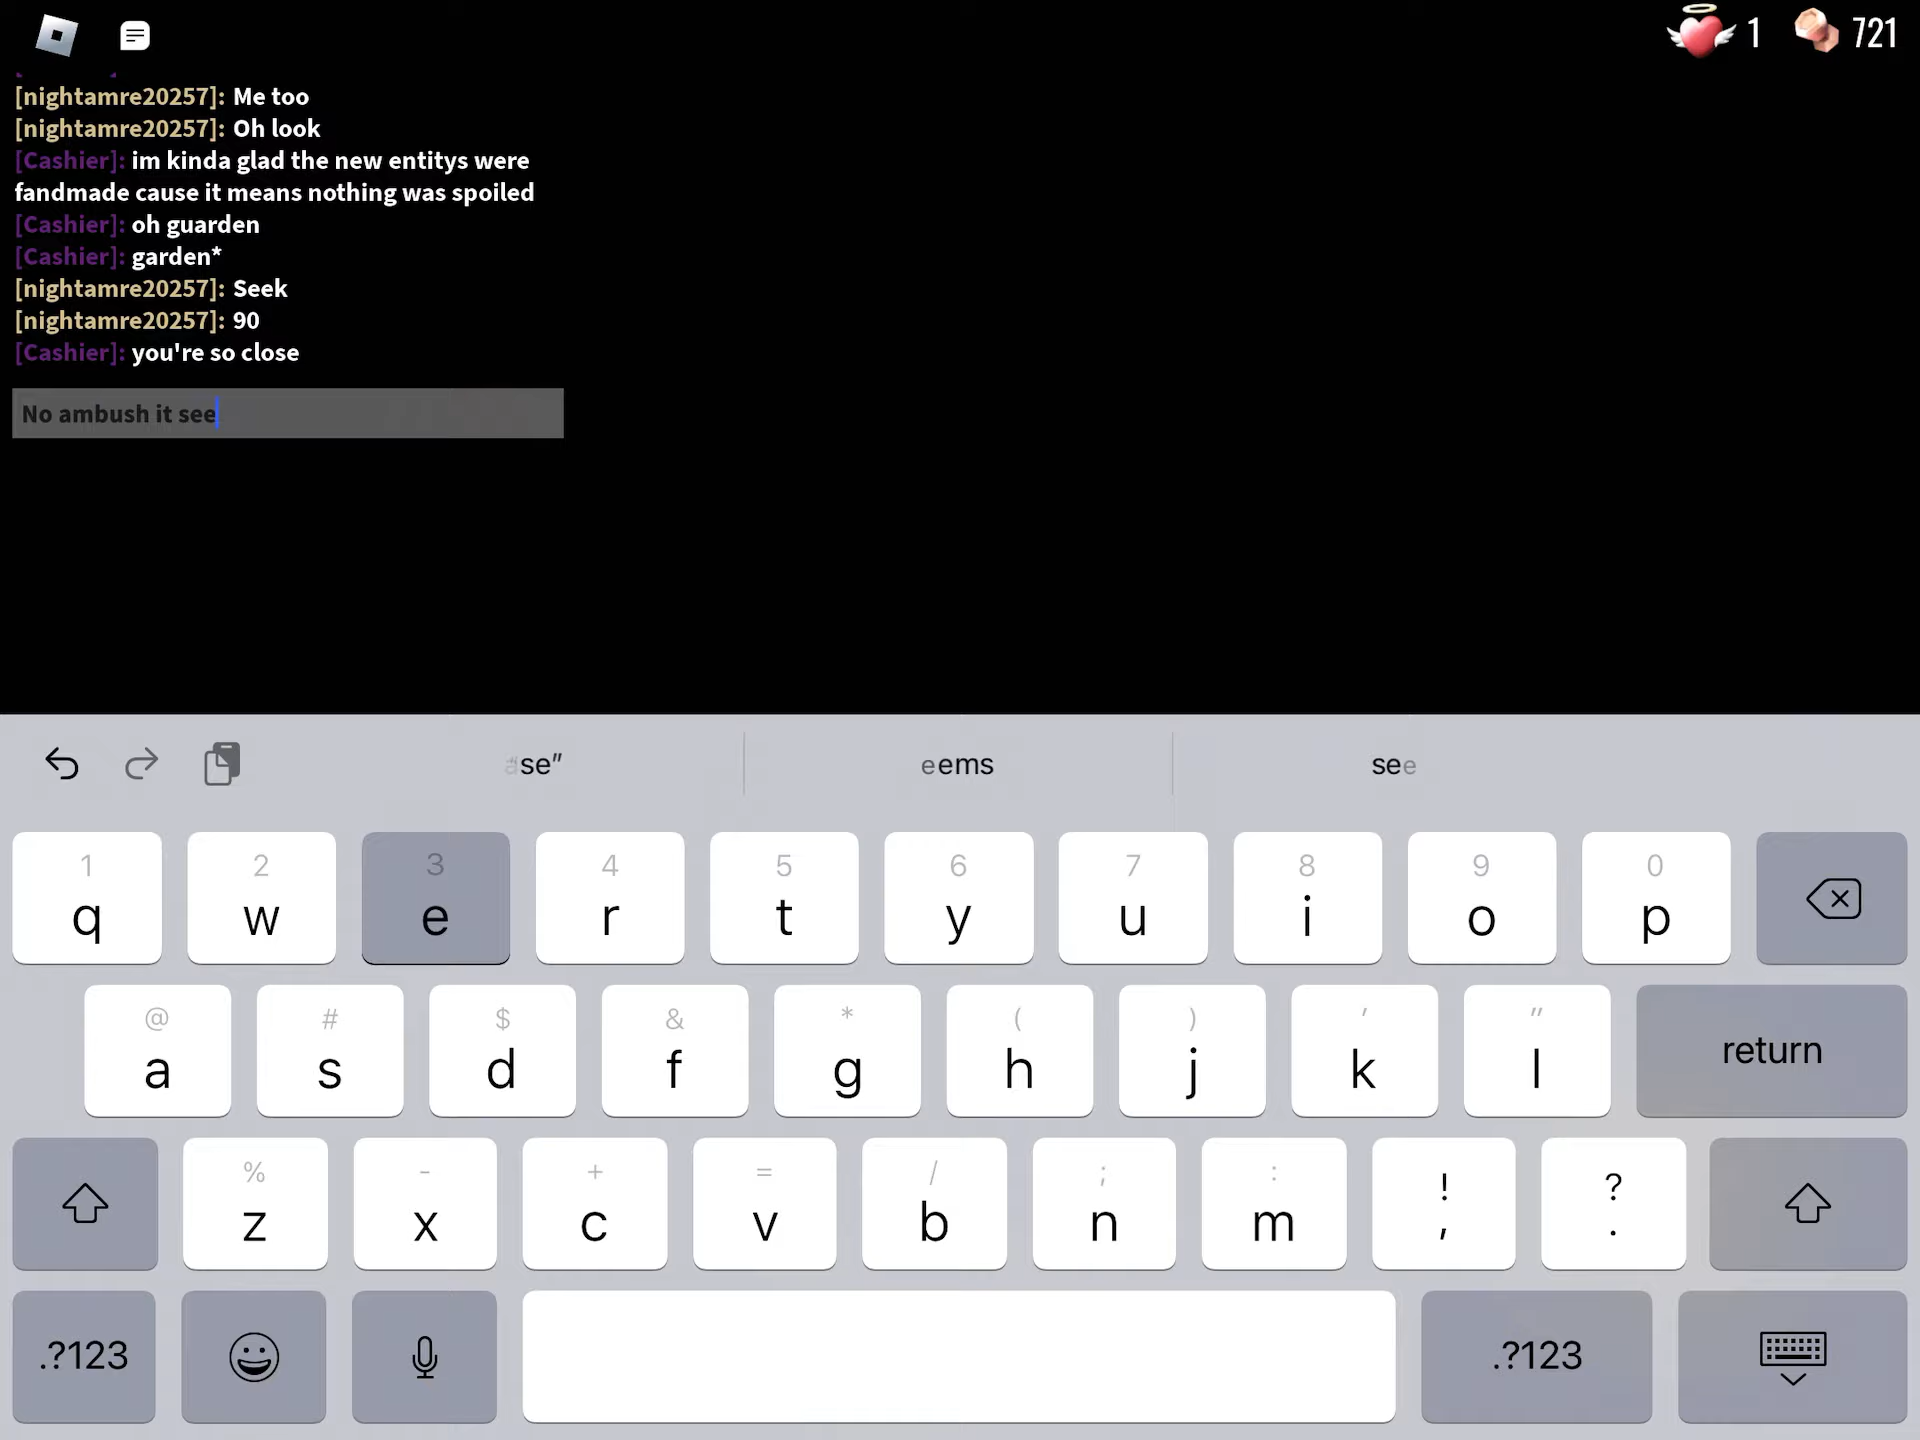 1
721
[nightamre20257]: Me too
[nightamre20257]: Oh look
[Cashier]: im kinda glad the new entitys were
fandmade cause it means nothing was spoiled
[Cashier]: oh guarden
[Cashier]: garden*
[nightamre20257]: Seek
[nightamre20257]: 90
[Cashier]: you're so close
No ambush it see
eems
see
1 2 3 4 5 6 7 8 9 0
q w e r t y u i o p
@ # $ & * ( ) ' "
a s d f g h j k l return
% - + = / ; : ! ?
z x c v b n m , .
.?123 .?123